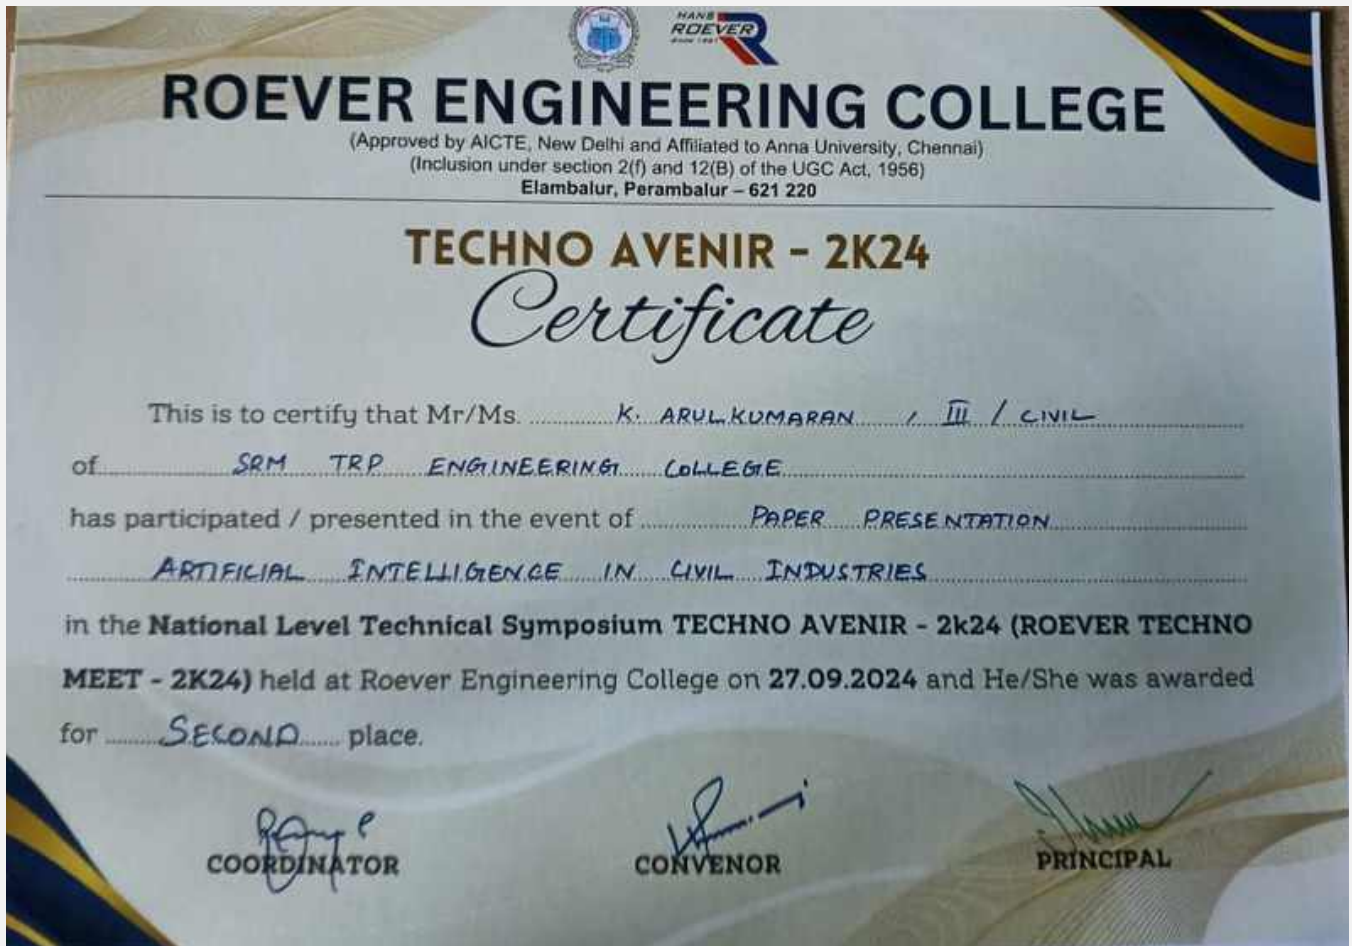 HANS
ROEVER
ROEVER ENGINEERING COLLEGE
(Approved by AICTE, New Delhi and Affiliated to Anna University, Chennai)
(Inclusion under section 2(f) and 12(B) of the UGC Act, 1956)
Elambalur, Perambalur – 621 220
TECHNO AVENIR - 2K24
Certificate
This is to certify that Mr/Ms. K. ARULKUMARAN / III / CIVIL
of SRM TRP ENGINEERING COLLEGE
has participated / presented in the event of PAPER PRESENTATION
ARTIFICIAL INTELLIGENCE IN CIVIL INDUSTRIES
in the National Level Technical Symposium TECHNO AVENIR - 2k24 (ROEVER TECHNO
MEET - 2K24) held at Roever Engineering College on 27.09.2024 and He/She was awarded
for SECOND place.
COORDINATOR CONVENOR PRINCIPAL